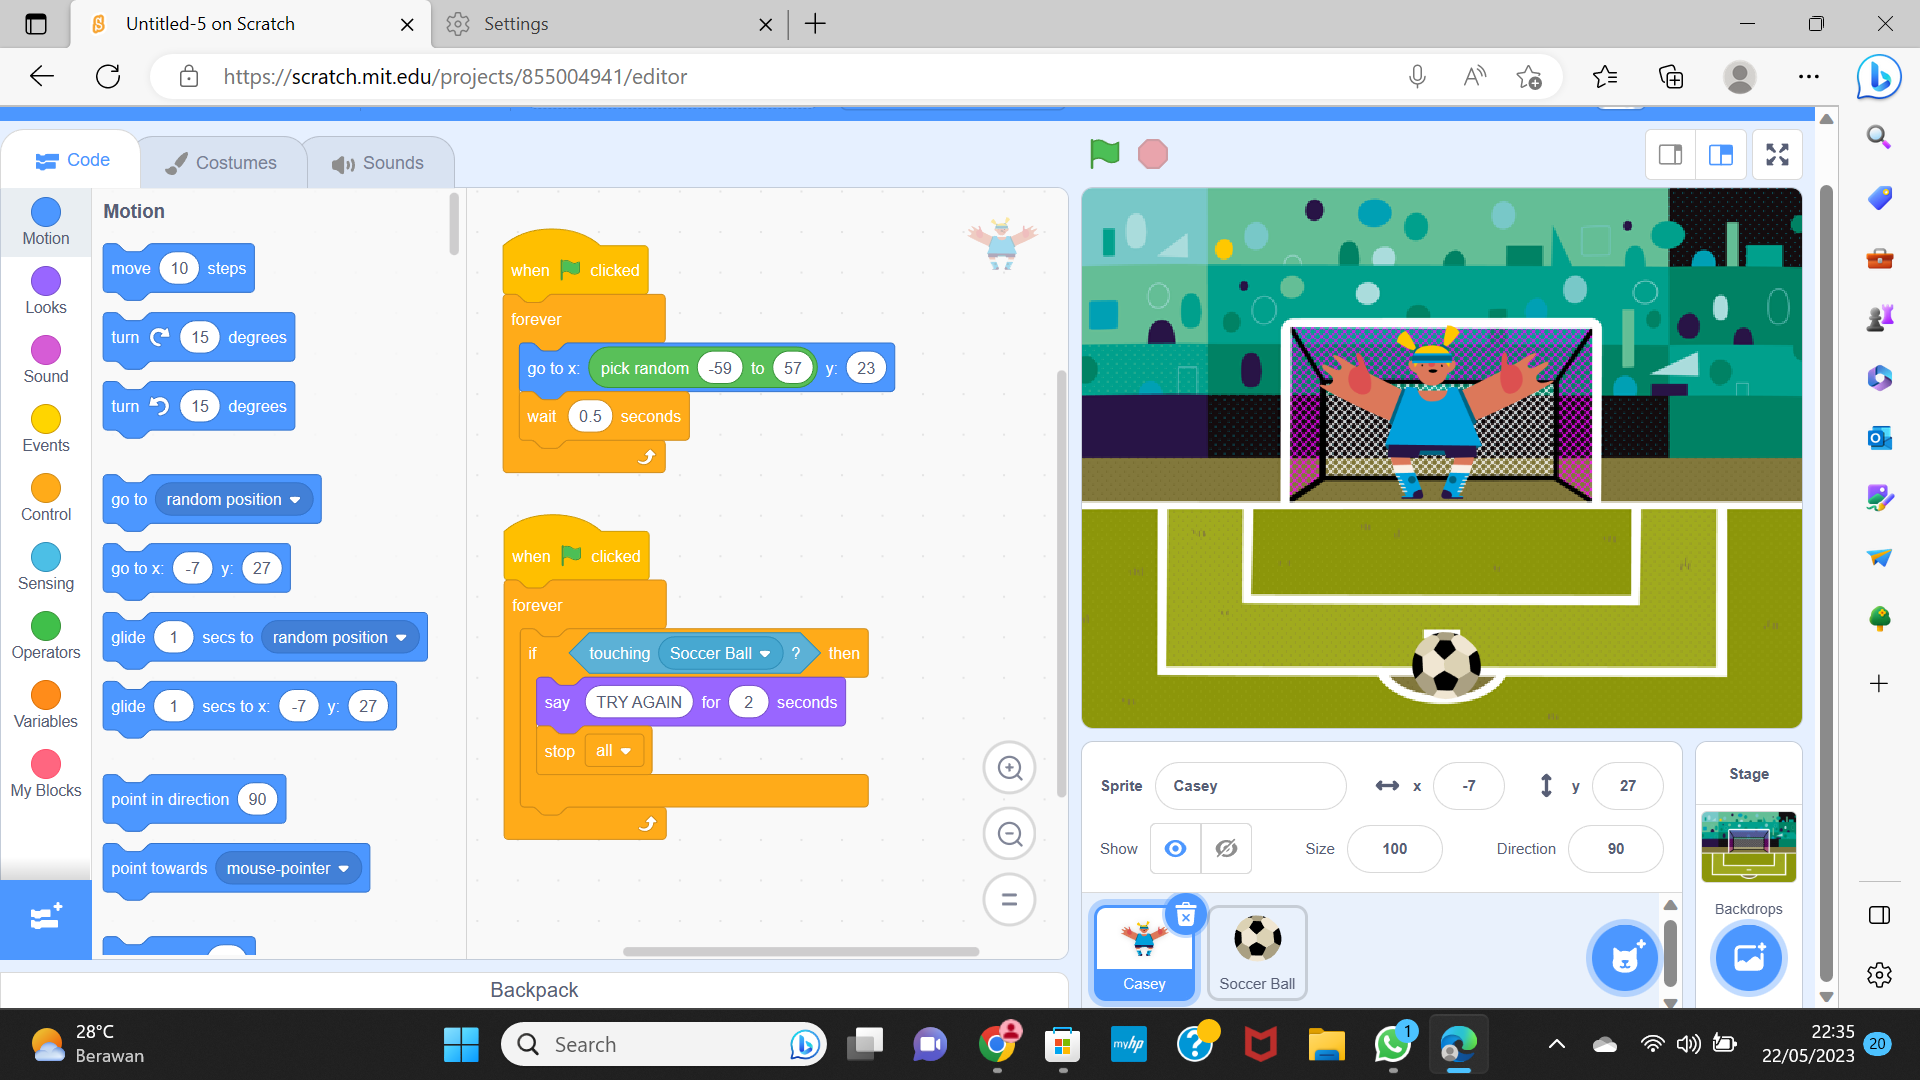 Untitled-5 on Scratch
Settings
https://scratch.mit.edu/projects/855004941/editor
Code
Costumes
Sounds
Motion
Looks
Sound
Events
Control
Sensing
Operators
Variables
My Blocks
Motion
move 10 steps
turn 15 degrees
turn 15 degrees
go to random position
go to x: -7 y: 27
glide 1 secs to random position
glide 1 secs to x: -7 y: 27
point in direction 90
point towards mouse-pointer
when clicked
forever
go to x: pick random -59 to 57 y: 23
wait 0.5 seconds
when clicked
forever
if touching Soccer Ball ? then
say TRY AGAIN for 2 seconds
stop all
Backpack
Sprite Casey x -7 y 27
Show Size 100 Direction 90
Casey
Soccer Ball
Stage
Backdrops
28°C
Berawan
Search
myhp
1
22:35
22/05/2023
20